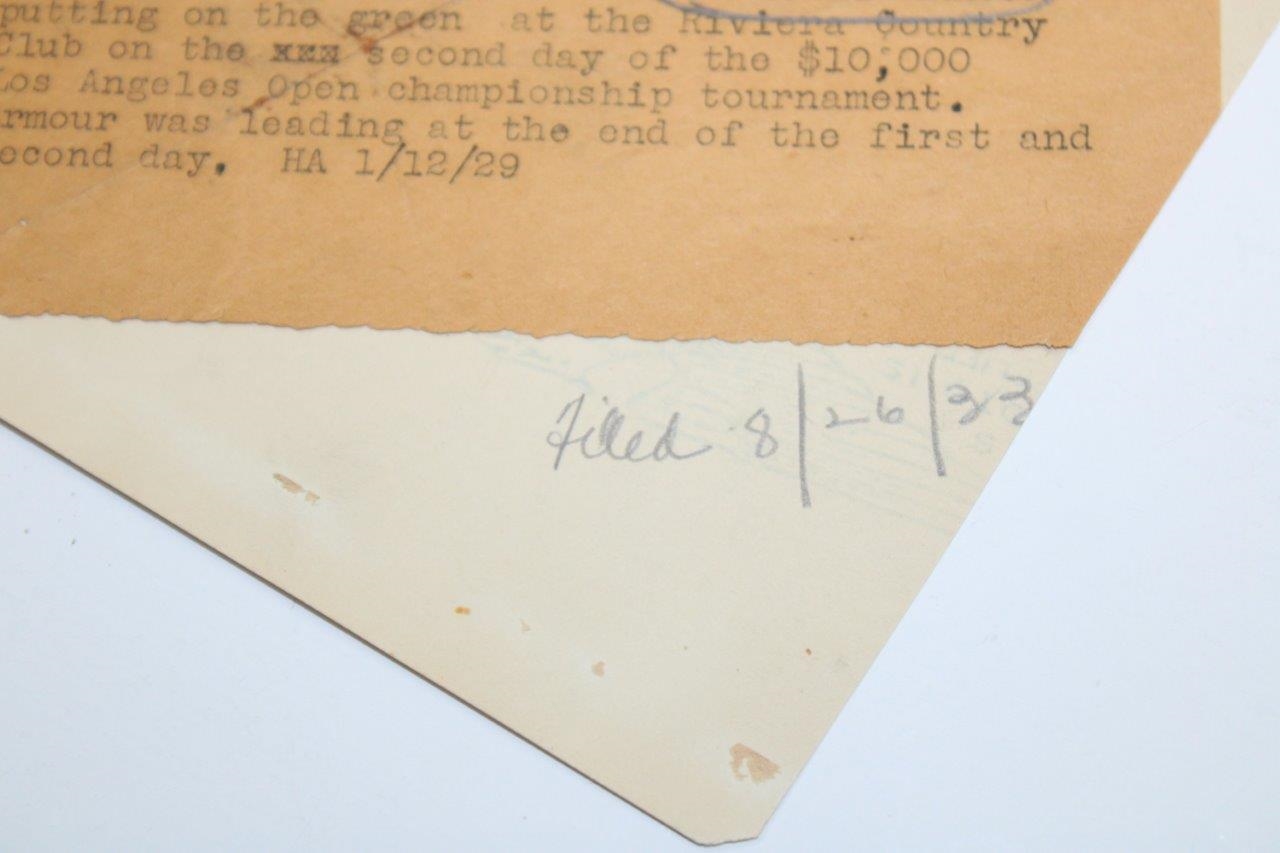 putting on the green at the Riviera Country
Club on the xxx second day of the $10,000
Los Angeles Open championship tournament.
rmour was leading at the end of the first and
econd day. HA 1/12/29
Filed 8/26/33